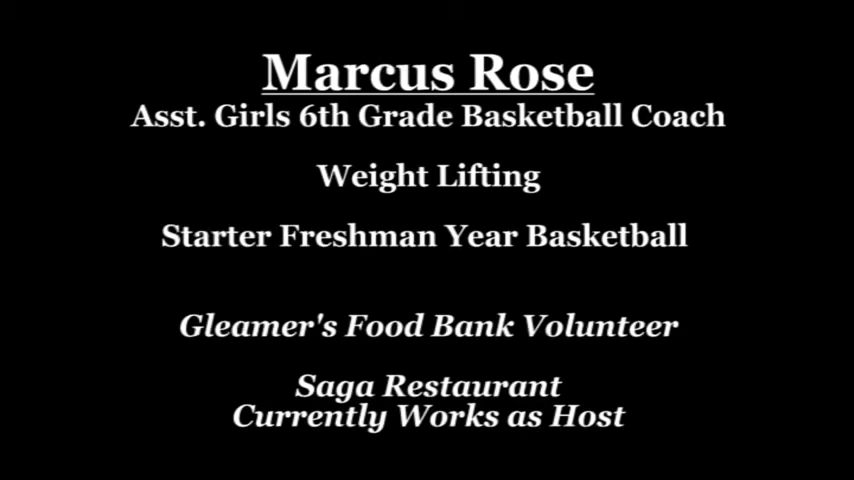 Marcus Rose
Asst. Girls 6th Grade Basketball Coach
Weight Lifting
Starter Freshman Year Basketball
Gleamer's Food Bank Volunteer
Saga Restaurant
Currently Works as Host